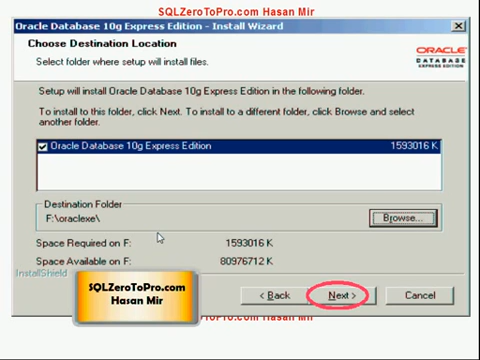 SQLZeroToPro.com Hasan Mir
Oracle Database 10g Express Edition - Install Wizard
Choose Destination Location
Select folder where setup will install files.
ORACLE
DATABASE
EXPRESS EDITION
Setup will install Oracle Database 10g Express Edition in the following folder.
To install to this folder, click Next. To install to a different folder, click Browse and select
another folder.
Oracle Database 10g Express Edition 1593016 K
Destination Folder
F:\oraclexe\
Browse...
Space Required on F: 1593016 K
Space Available on F: 80976712 K
InstallShield
SQLZeroToPro.com
Hasan Mir
< Back Next > Cancel
.com Hasan Mir